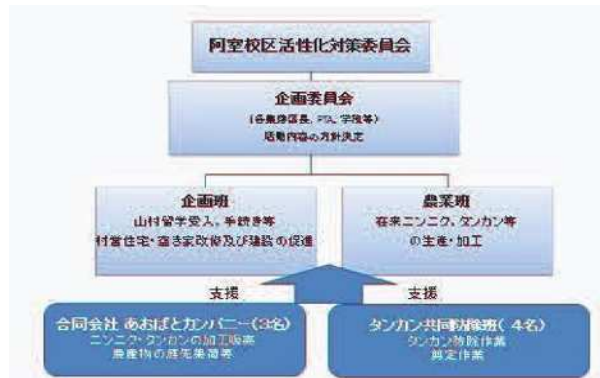 阿室校区活性化対策委員会
企画委員会
(各集落区長、PTA、学校等)
活動内容の方針決定
企画班
山村留学受入、手続き等
村営住宅・空き家改修及び建設の促進
農業班
在来ニンニク、タンカン等
の生産・加工
支援
支援
合同会社 あおばとカンパニー(3名)
ニンニク・タンカンの加工販売
農産物の庭先集荷等
タンカン共同防除班(4名)
タンカン防除作業
剪定作業